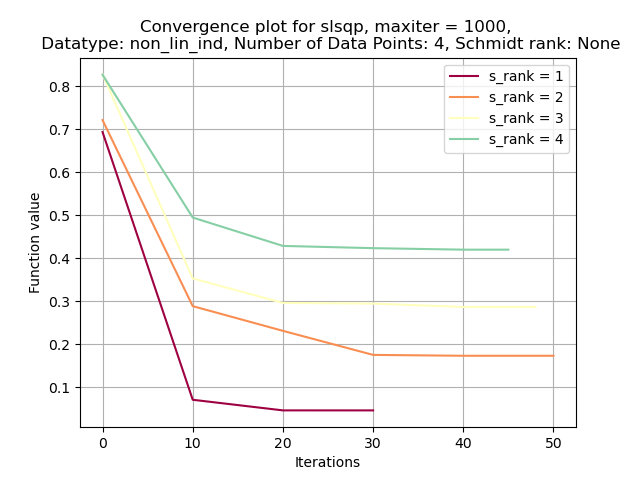 Convergence plot for slsqp, maxiter = 1000,
Datatype: non_lin_ind, Number of Data Points: 4, Schmidt rank: None
s_rank = 1
s_rank = 2
s_rank = 3
s_rank = 4
Function value
0.8
0.7
0.6
0.5
0.4
0.3
0.2
0.1
0 10 20 30 40 50
Iterations